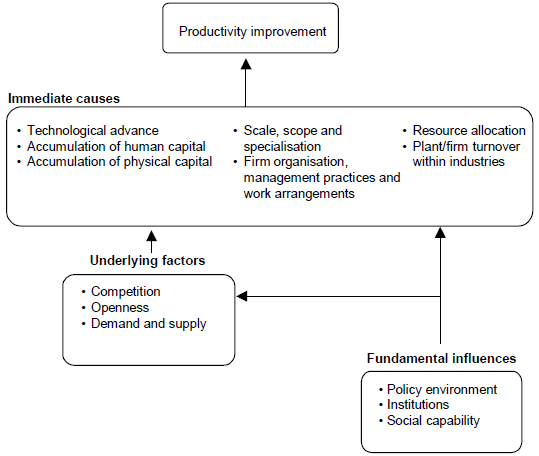 Productivity improvement
Immediate causes
• Technological advance
• Accumulation of human capital
• Accumulation of physical capital
• Scale, scope and
specialisation
• Firm organisation,
management practices and
work arrangements
• Resource allocation
• Plant/firm turnover
within industries
Underlying factors
• Competition
• Openness
• Demand and supply
Fundamental influences
• Policy environment
• Institutions
• Social capability